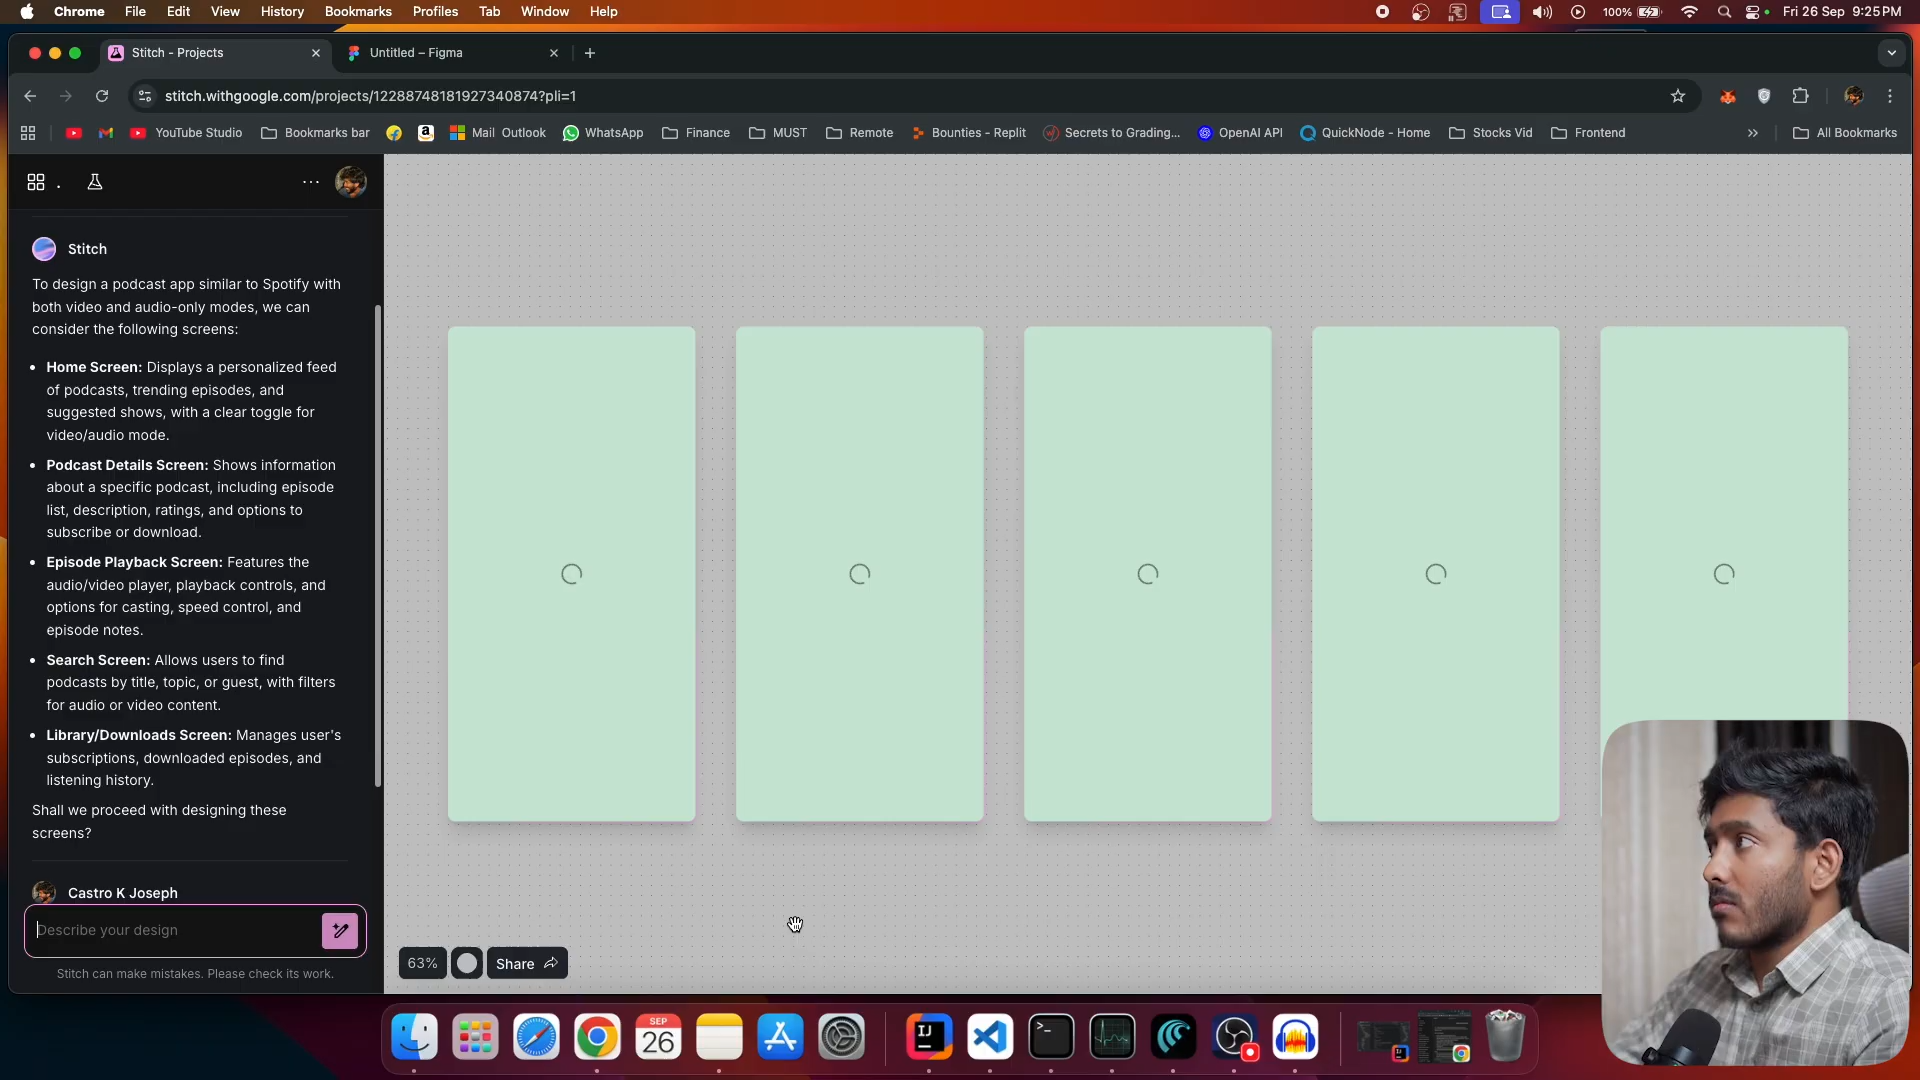 Chrome File Edit View History Bookmarks Profiles Tab Window Help
100% Fri 26 Sep 9:25 PM
Stitch - Projects
Untitled – Figma
stitch.withgoogle.com/projects/12288748181927340874?pli=1
YouTube Studio Bookmarks bar Mail Outlook WhatsApp Finance MUST Remote Bounties - Replit Secrets to Grading... OpenAI API QuickNode - Home Stocks Vid Frontend » All Bookmarks
Stitch
To design a podcast app similar to Spotify with
both video and audio-only modes, we can
consider the following screens:
• Home Screen: Displays a personalized feed
of podcasts, trending episodes, and
suggested shows, with a clear toggle for
video/audio mode.
• Podcast Details Screen: Shows information
about a specific podcast, including episode
list, description, ratings, and options to
subscribe or download.
• Episode Playback Screen: Features the
audio/video player, playback controls, and
options for casting, speed control, and
episode notes.
• Search Screen: Allows users to find
podcasts by title, topic, or guest, with filters
for audio or video content.
• Library/Downloads Screen: Manages user's
subscriptions, downloaded episodes, and
listening history.
Shall we proceed with designing these
screens?
Castro K Joseph
Describe your design
Stitch can make mistakes. Please check its work.
63% Share
SEP
26
IJ